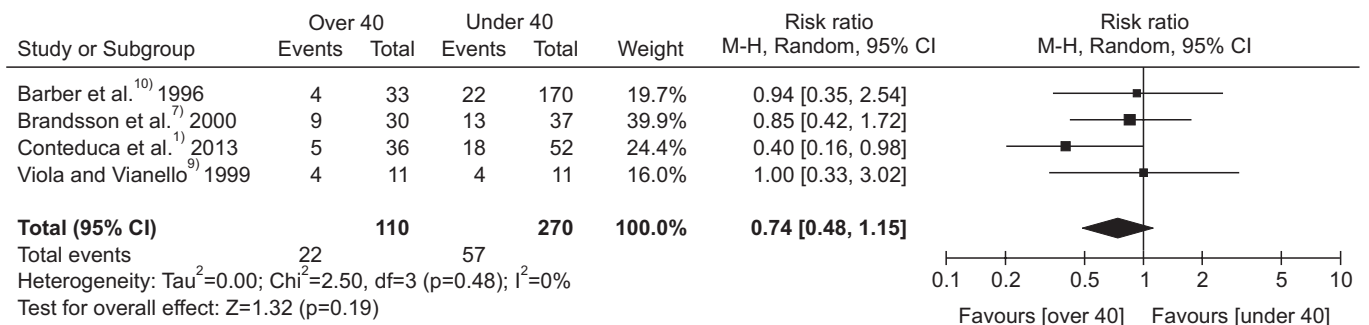 Over 40 Under 40 Risk ratio Risk ratio
Study or Subgroup Events Total Events Total Weight M-H, Random, 95% CI M-H, Random, 95% CI
Barber et al.10) 1996 4 33 22 170 19.7% 0.94 [0.35, 2.54]
Brandsson et al.7) 2000 9 30 13 37 39.9% 0.85 [0.42, 1.72]
Conteduca et al.1) 2013 5 36 18 52 24.4% 0.40 [0.16, 0.98]
Viola and Vianello9) 1999 4 11 4 11 16.0% 1.00 [0.33, 3.02]
Total (95% CI) 110 270 100.0% 0.74 [0.48, 1.15]
Total events 22 57
Heterogeneity: Tau2=0.00; Chi2=2.50, df=3 (p=0.48); I2=0%
Test for overall effect: Z=1.32 (p=0.19)
0.1 0.2 0.5 1 2 5 10
Favours [over 40] Favours [under 40]